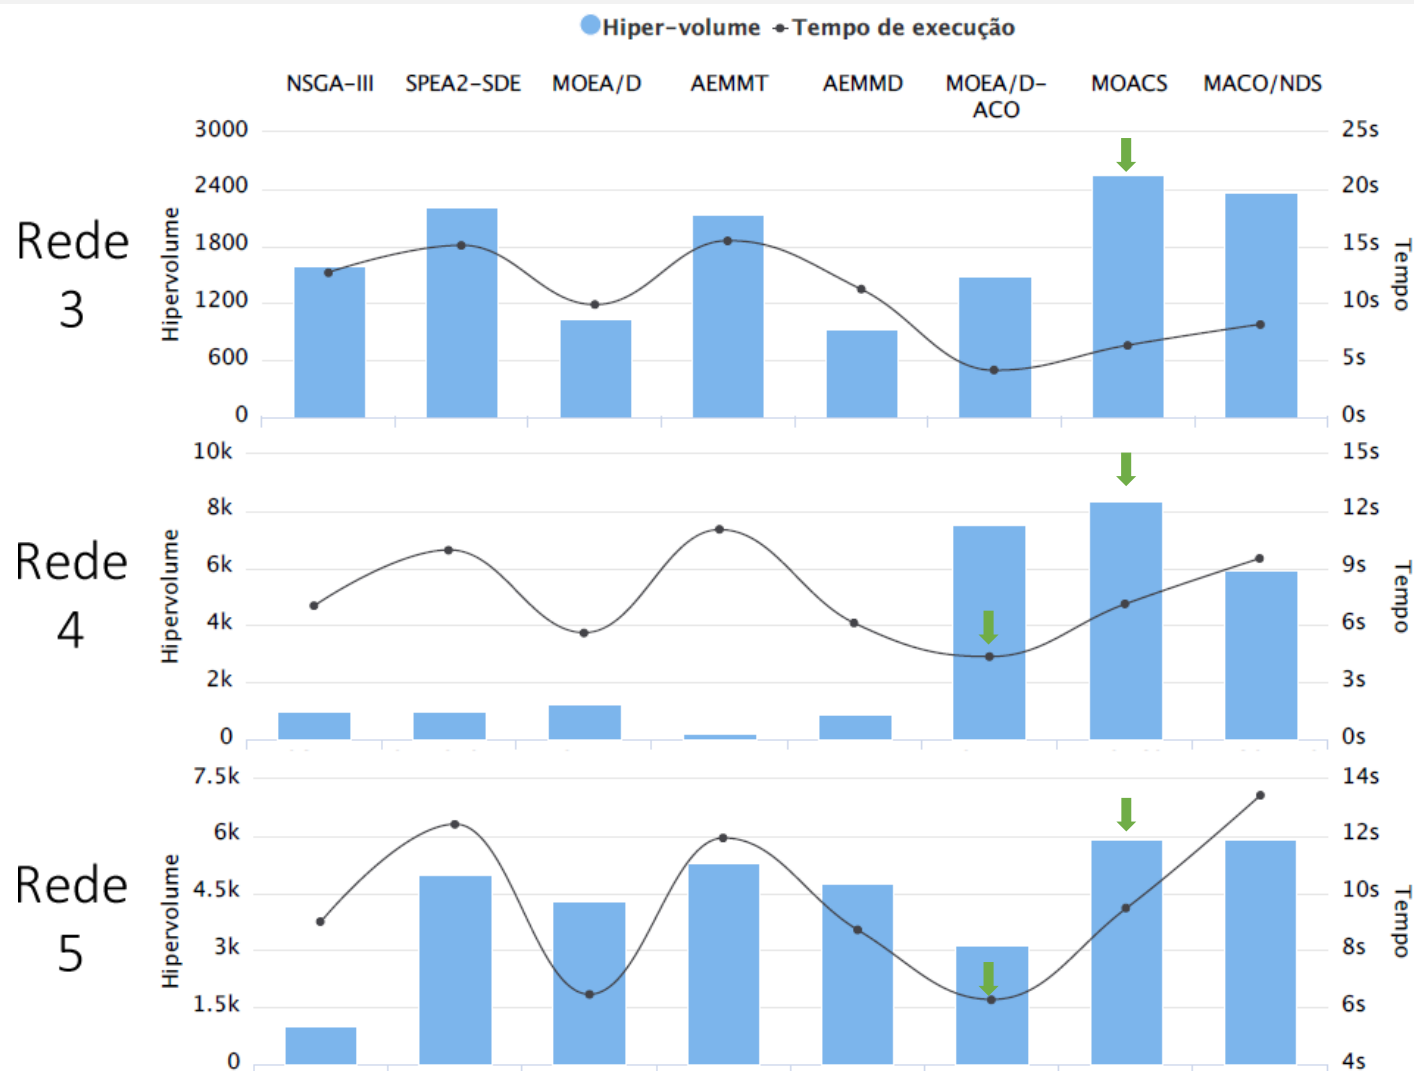 Hiper-volume Tempo de execução
NSGA-III SPEA2-SDE MOEA/D AEMMT AEMMD MOEA/D-ACO MOACS MACO/NDS
Rede 3
Hipervolume
3000
2400
1800
1200
600
0
25s
20s
15s
10s
5s
0s
Tempo
Rede 4
Hipervolume
10k
8k
6k
4k
2k
0
15s
12s
9s
6s
3s
0s
Tempo
Rede 5
Hipervolume
7.5k
6k
4.5k
3k
1.5k
0
14s
12s
10s
8s
6s
4s
Tempo